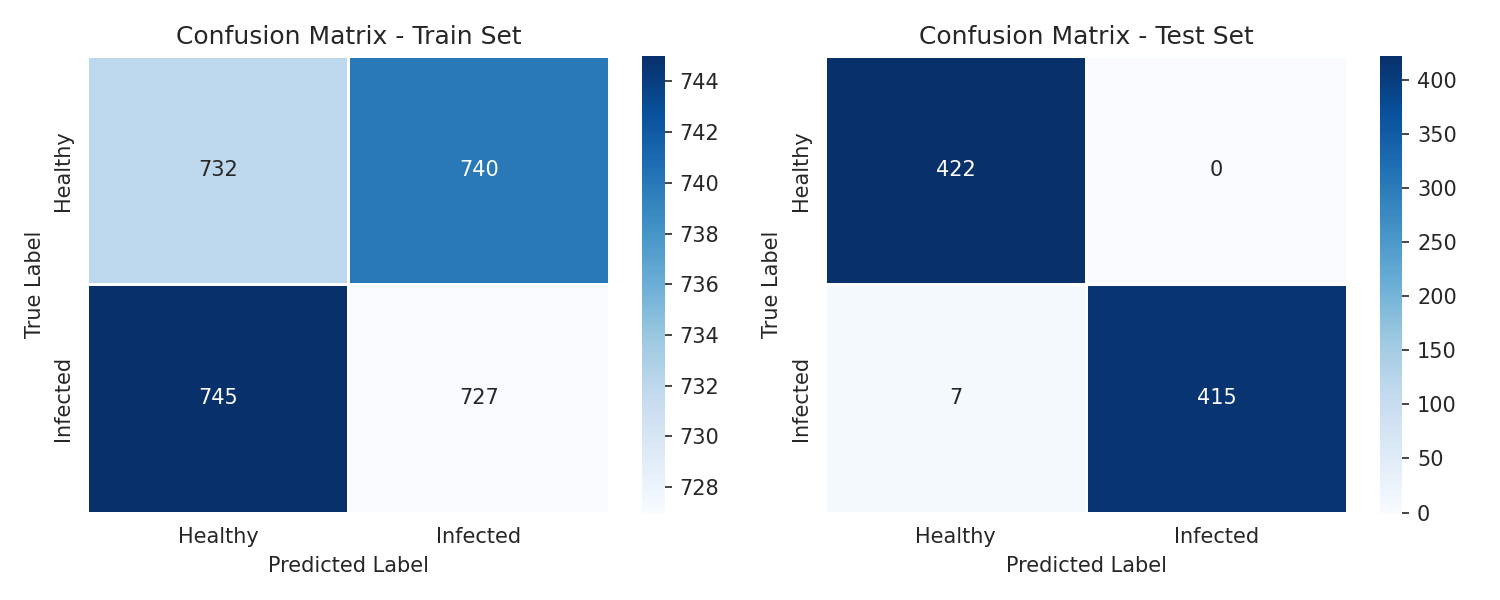 Confusion Matrix - Train Set
True Label
Healthy
Infected
732
740
745
727
Healthy
Infected
Predicted Label
744
742
740
738
736
734
732
730
728
Confusion Matrix - Test Set
True Label
Healthy
Infected
422
0
7
415
Healthy
Infected
Predicted Label
400
350
300
250
200
150
100
50
0